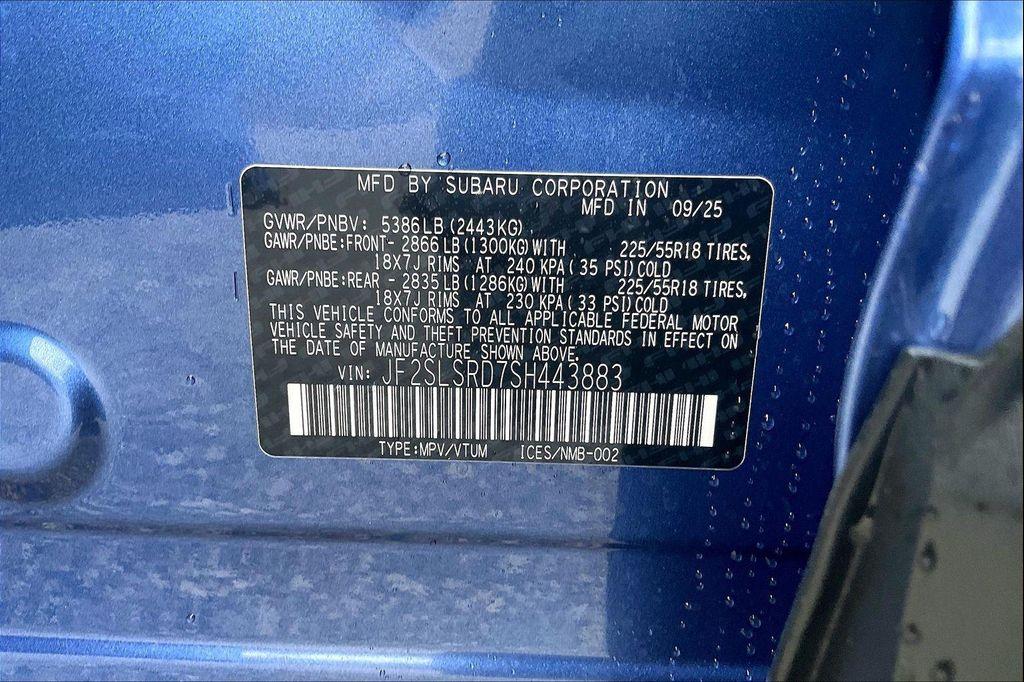 MFD BY SUBARU CORPORATION
MFD IN 09/25
GVWR/PNBV: 5386LB(2443KG)
GAWR/PNBE:FRONT- 2866 LB(1300KG)WITH 225/55R18 TIRES,
18X7J RIMS AT 240 KPA( 35 PSI)COLD
GAWR/PNBE:REAR - 2835 LB(1286KG)WITH 225/55R18 TIRES,
18X7J RIMS AT 230 KPA( 33 PSI)COLD
THIS VEHICLE CONFORMS TO ALL APPLICABLE FEDERAL MOTOR
VEHICLE SAFETY AND THEFT PREVENTION STANDARDS IN EFFECT ON
THE DATE OF MANUFACTURE SHOWN ABOVE.
VIN: JF2SLSRD7SH443883
TYPE:MPV/VTUM ICES/NMB-002